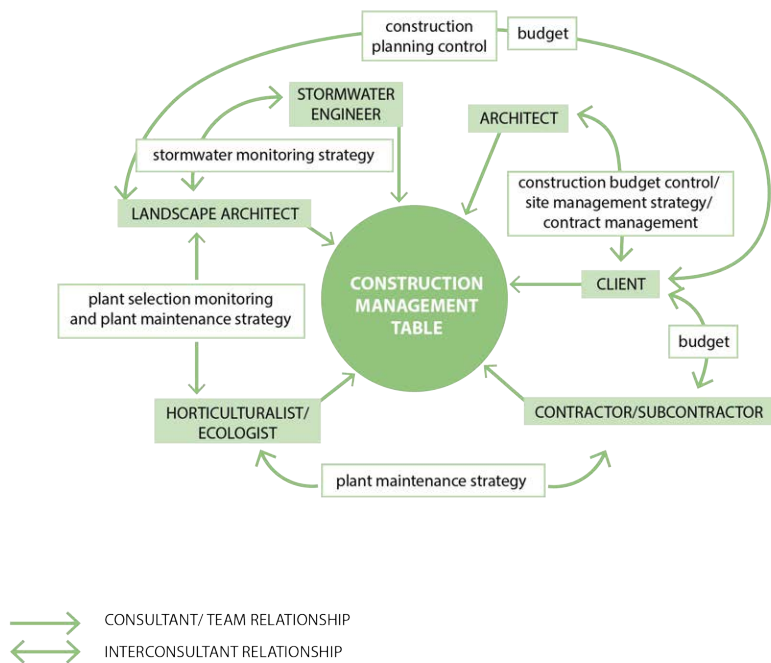 construction
planning control
budget
STORMWATER
ENGINEER
ARCHITECT
stormwater monitoring strategy
construction budget control/
site management strategy/
contract management
LANDSCAPE ARCHITECT
CONSTRUCTION
MANAGEMENT
TABLE
CLIENT
plant selection monitoring
and plant maintenance strategy
budget
HORTICULTURALIST/
ECOLOGIST
CONTRACTOR/SUBCONTRACTOR
plant maintenance strategy
CONSULTANT/ TEAM RELATIONSHIP
INTERCONSULTANT RELATIONSHIP